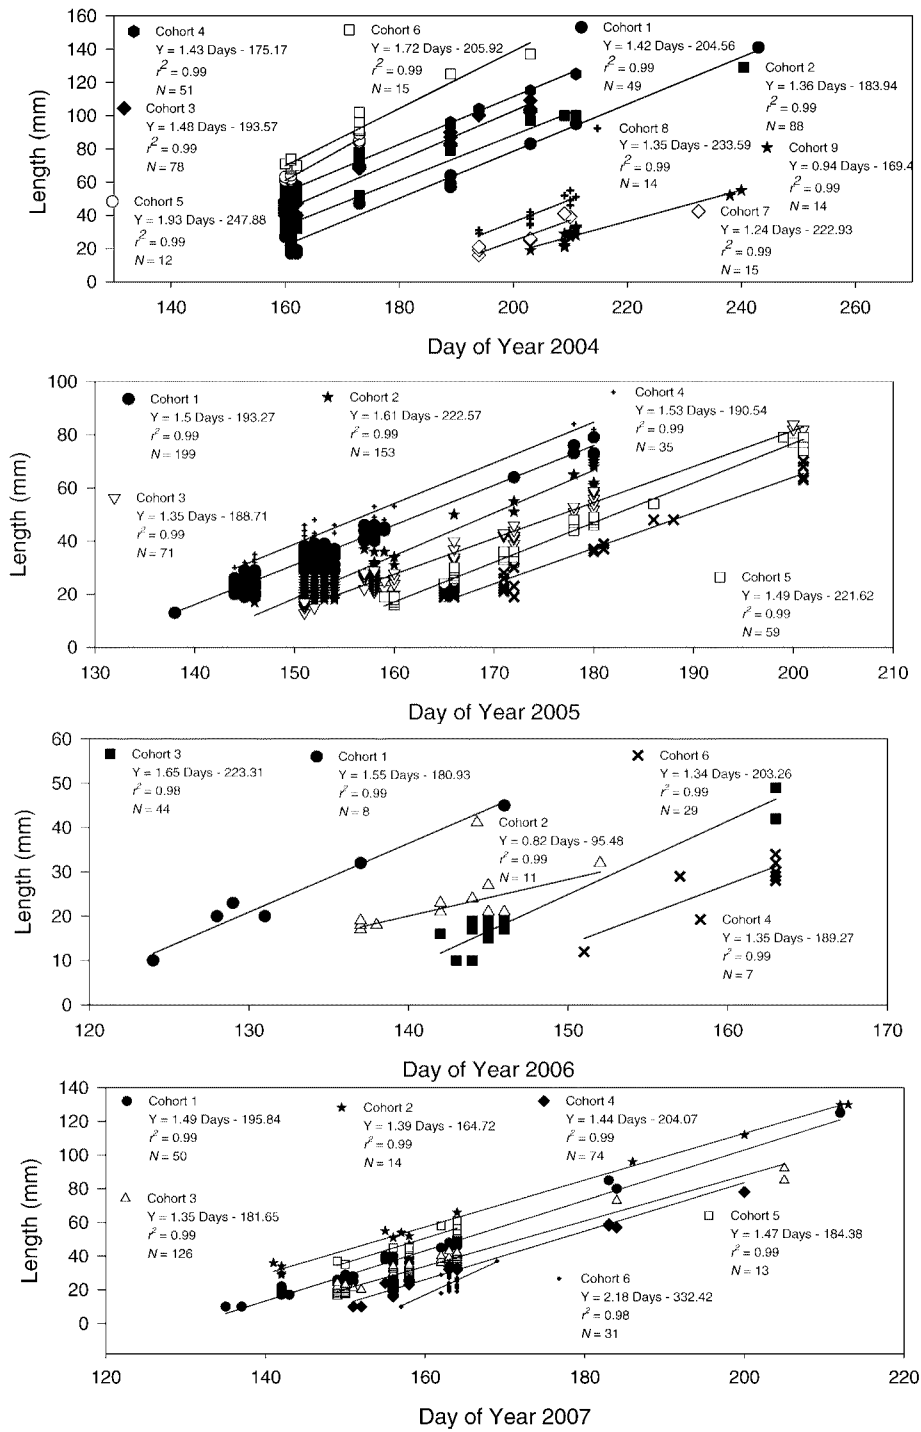 160
140
120
100
80
60
40
20
0
Length (mm)
Cohort 4
Y = 1.43 Days - 175.17
r² = 0.99
N = 51
Cohort 6
Y = 1.72 Days - 205.92
r² = 0.99
N = 15
Cohort 1
Y = 1.42 Days - 204.56
r² = 0.99
N = 49
Cohort 2
Y = 1.36 Days - 183.94
r² = 0.99
N = 88
Cohort 3
Y = 1.48 Days - 193.57
r² = 0.99
N = 78
Cohort 8
Y = 1.35 Days - 233.59
r² = 0.99
N = 14
Cohort 9
Y = 0.94 Days - 169.4
r² = 0.99
N = 14
Cohort 5
Y = 1.93 Days - 247.88
r² = 0.99
N = 12
Cohort 7
Y = 1.24 Days - 222.93
r² = 0.99
N = 15
140 160 180 200 220 240 260
Day of Year 2004
100
80
60
40
20
0
Length (mm)
Cohort 1
Y = 1.5 Days - 193.27
r² = 0.99
N = 199
Cohort 2
Y = 1.61 Days - 222.57
r² = 0.99
N = 153
Cohort 4
Y = 1.53 Days - 190.54
r² = 0.99
N = 35
Cohort 3
Y = 1.35 Days - 188.71
r² = 0.99
N = 71
Cohort 5
Y = 1.49 Days - 221.62
r² = 0.99
N = 59
130 140 150 160 170 180 190 200 210
Day of Year 2005
60
50
40
30
20
10
0
Length (mm)
Cohort 3
Y = 1.65 Days - 223.31
r² = 0.98
N = 44
Cohort 1
Y = 1.55 Days - 180.93
r² = 0.99
N = 8
Cohort 6
Y = 1.34 Days - 203.26
r² = 0.99
N = 29
Cohort 2
Y = 0.82 Days - 95.48
r² = 0.99
N = 11
Cohort 4
Y = 1.35 Days - 189.27
r² = 0.99
N = 7
120 130 140 150 160 170
Day of Year 2006
140
120
100
80
60
40
20
0
Length (mm)
Cohort 1
Y = 1.49 Days - 195.84
r² = 0.99
N = 50
Cohort 2
Y = 1.39 Days - 164.72
r² = 0.99
N = 14
Cohort 4
Y = 1.44 Days - 204.07
r² = 0.99
N = 74
Cohort 3
Y = 1.35 Days - 181.65
r² = 0.99
N = 126
Cohort 5
Y = 1.47 Days - 184.38
r² = 0.99
N = 13
Cohort 6
Y = 2.18 Days - 332.42
r² = 0.98
N = 31
120 140 160 180 200 220
Day of Year 2007